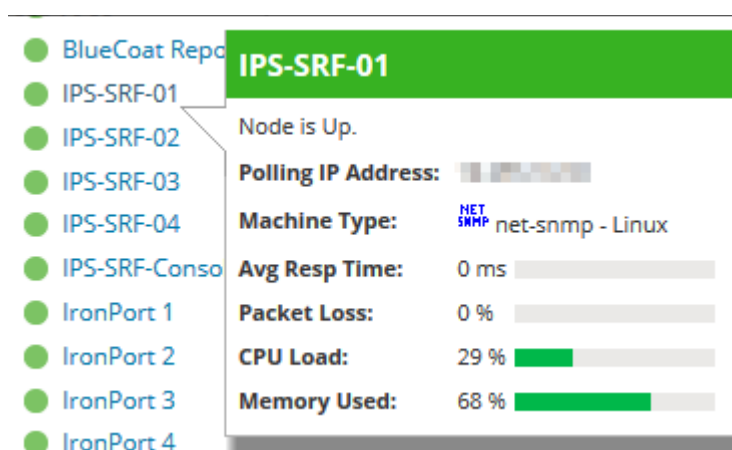 BlueCoat Repo
IPS-SRF-01
IPS-SRF-02
IPS-SRF-03
IPS-SRF-04
IPS-SRF-Conso
IronPort 1
IronPort 2
IronPort 3
IronPort 4
IPS-SRF-01
Node is Up.
Polling IP Address:
Machine Type: NET SNMP net-snmp - Linux
Avg Resp Time: 0 ms
Packet Loss: 0 %
CPU Load: 29 %
Memory Used: 68 %